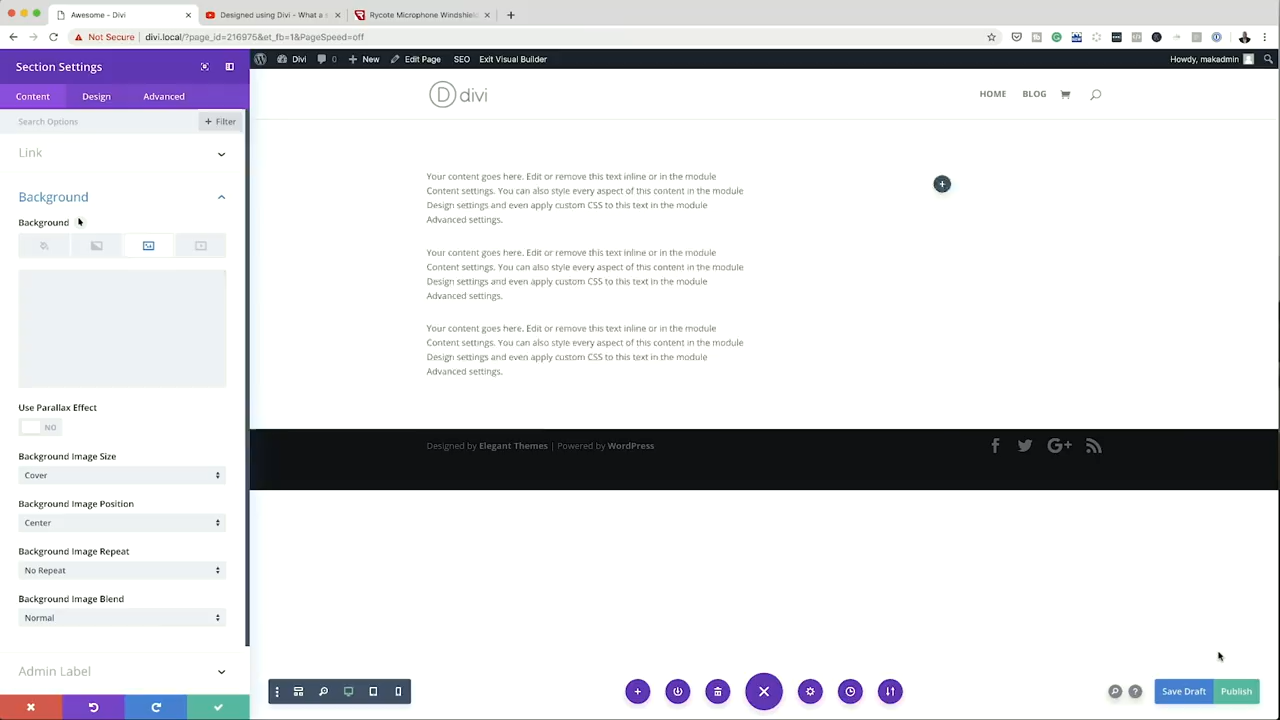 Awesome - Divi
Designed using Divi - What a s
Rycote Microphone Windshield
Not Secure
divi.local/?page_id=216975&et_fb=1&PageSpeed=off
Section Settings
Divi
0
New
Edit Page
SEO
Exit Visual Builder
Howdy, makadmin
Content
Design
Advanced
divi
HOME
BLOG
Search Options
+ Filter
Link
Background
Background
Use Parallax Effect
NO
Background Image Size
Cover
Background Image Position
Center
Background Image Repeat
No Repeat
Background Image Blend
Normal
Admin Label
Your content goes here. Edit or remove this text inline or in the module
Content settings. You can also style every aspect of this content in the module
Design settings and even apply custom CSS to this text in the module
Advanced settings.
Your content goes here. Edit or remove this text inline or in the module
Content settings. You can also style every aspect of this content in the module
Design settings and even apply custom CSS to this text in the module
Advanced settings.
Your content goes here. Edit or remove this text inline or in the module
Content settings. You can also style every aspect of this content in the module
Design settings and even apply custom CSS to this text in the module
Advanced settings.
Designed by Elegant Themes | Powered by WordPress
Save Draft
Publish